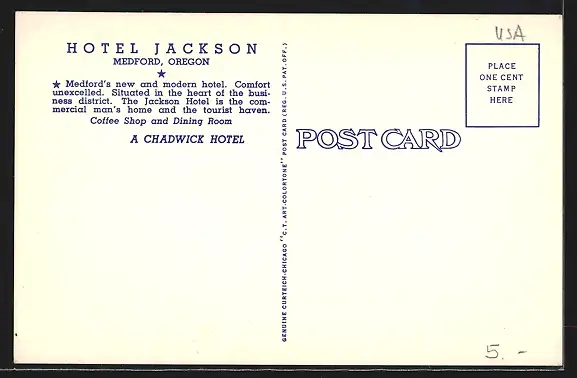 HOTEL JACKSON
MEDFORD, OREGON
★
★ Medford's new and modern hotel. Comfort
unexcelled. Situated in the heart of the busi-
ness district. The Jackson Hotel is the com-
mercial man's home and the tourist haven.
Coffee Shop and Dining Room
A CHADWICK HOTEL
GENUINE CURTEICH-CHICAGO "C.T. ART-COLORTONE" POST CARD (REG. U.S. PAT. OFF.)
POST CARD
USA
PLACE
ONE CENT
STAMP
HERE
5. -